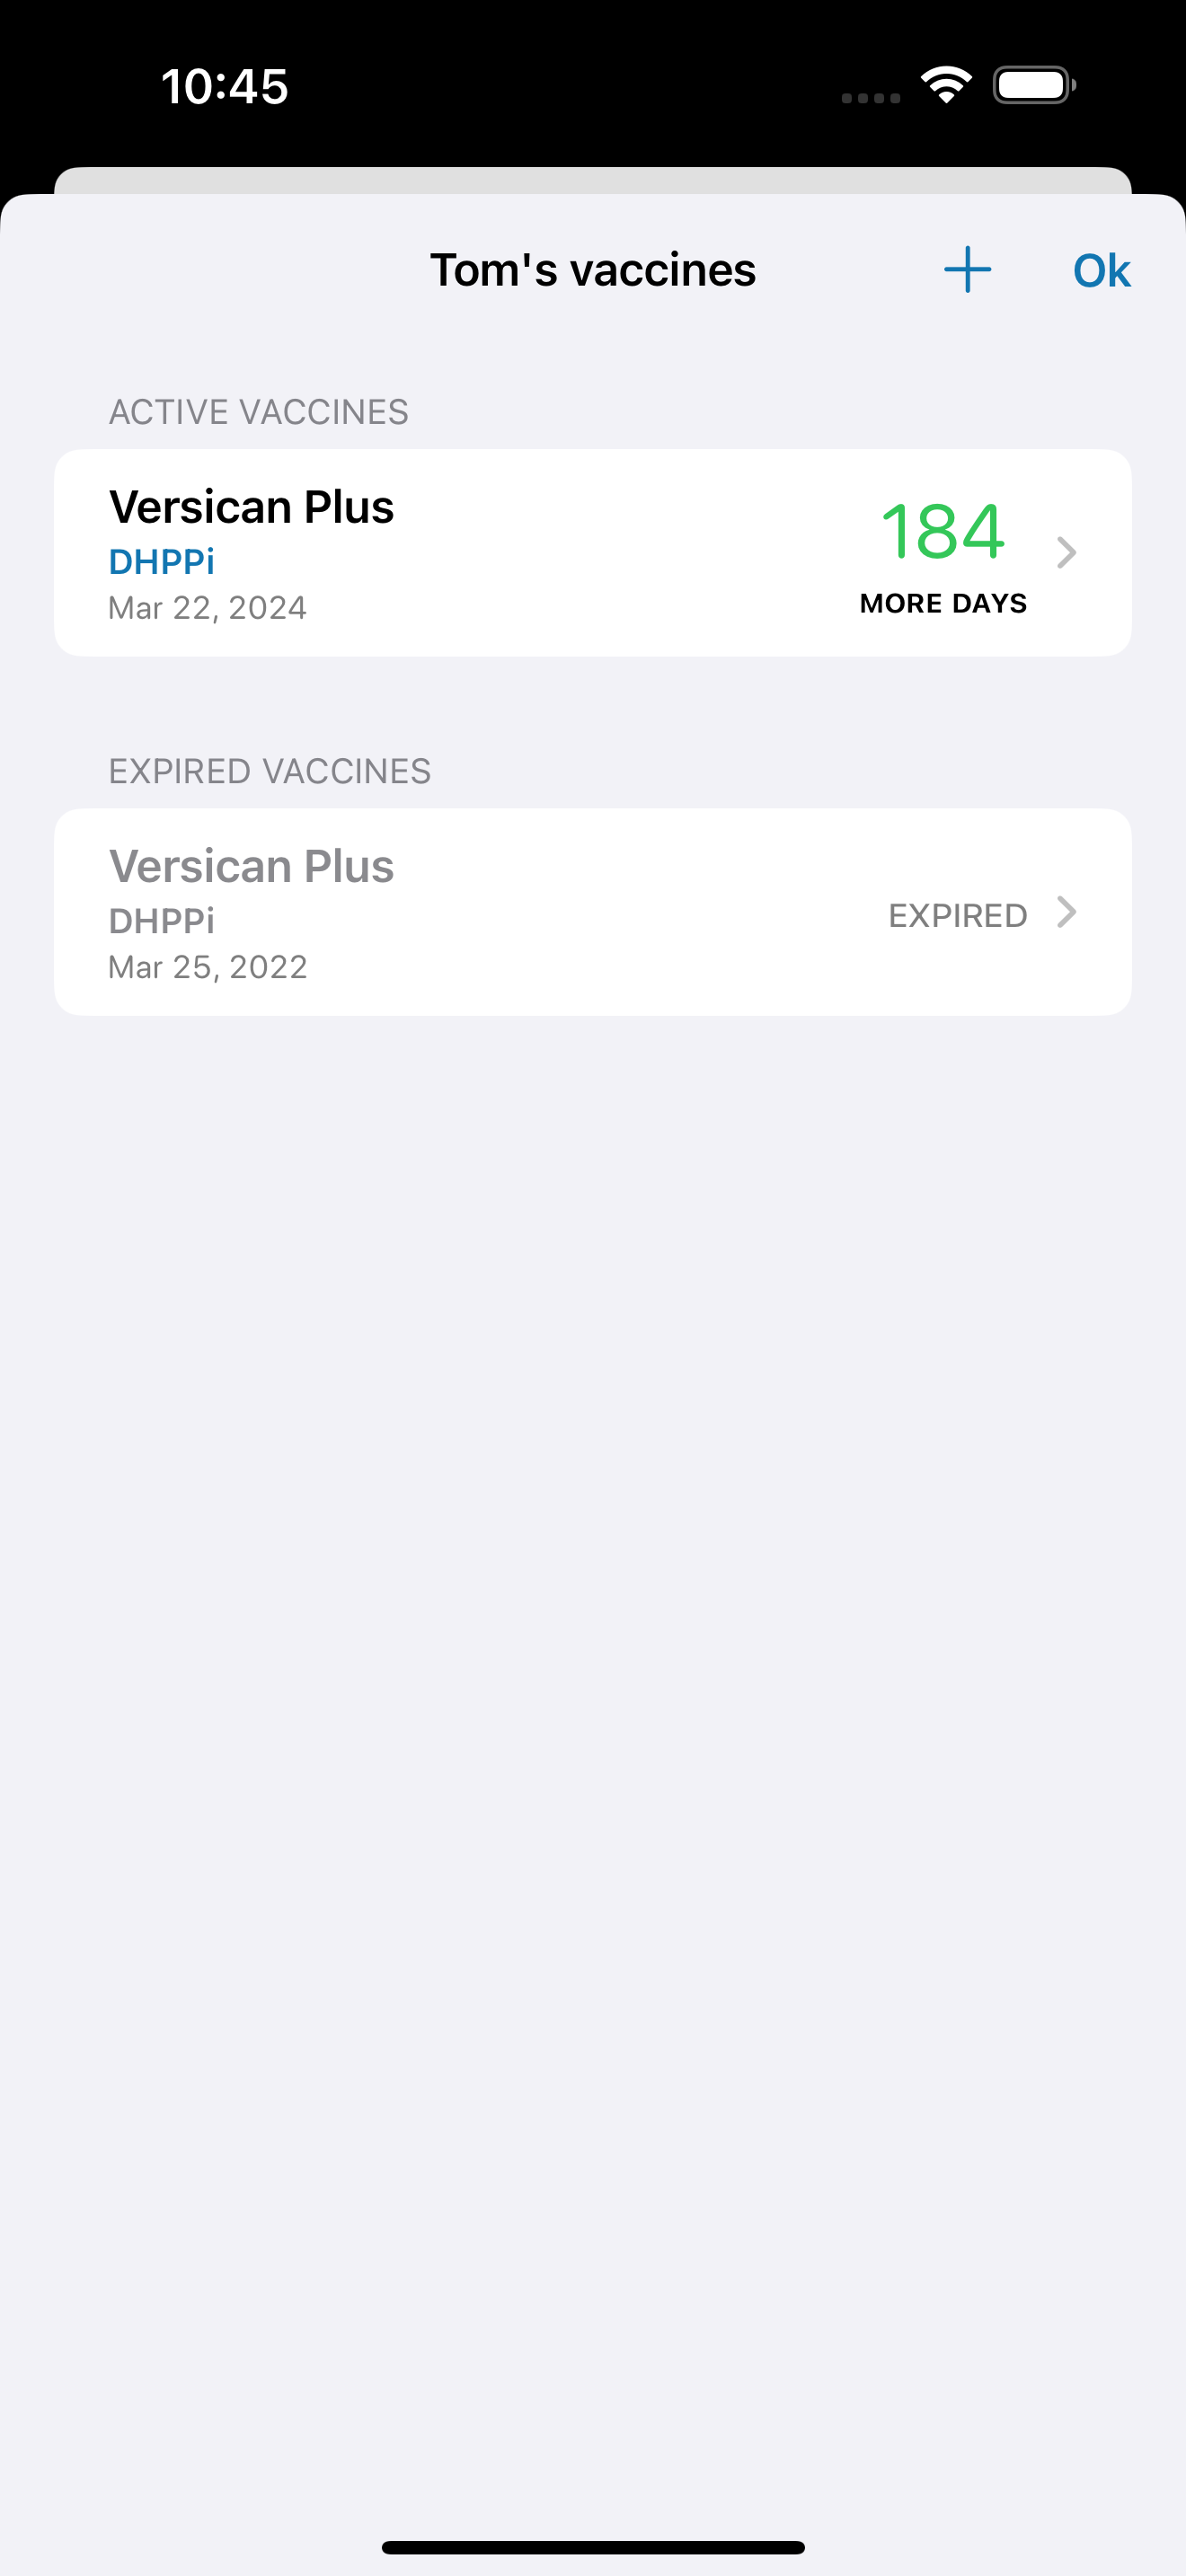 10:45
Tom's vaccines
Ok
ACTIVE VACCINES
Versican Plus
DHPPi
Mar 22, 2024
184
MORE DAYS
EXPIRED VACCINES
Versican Plus
DHPPi
Mar 25, 2022
EXPIRED